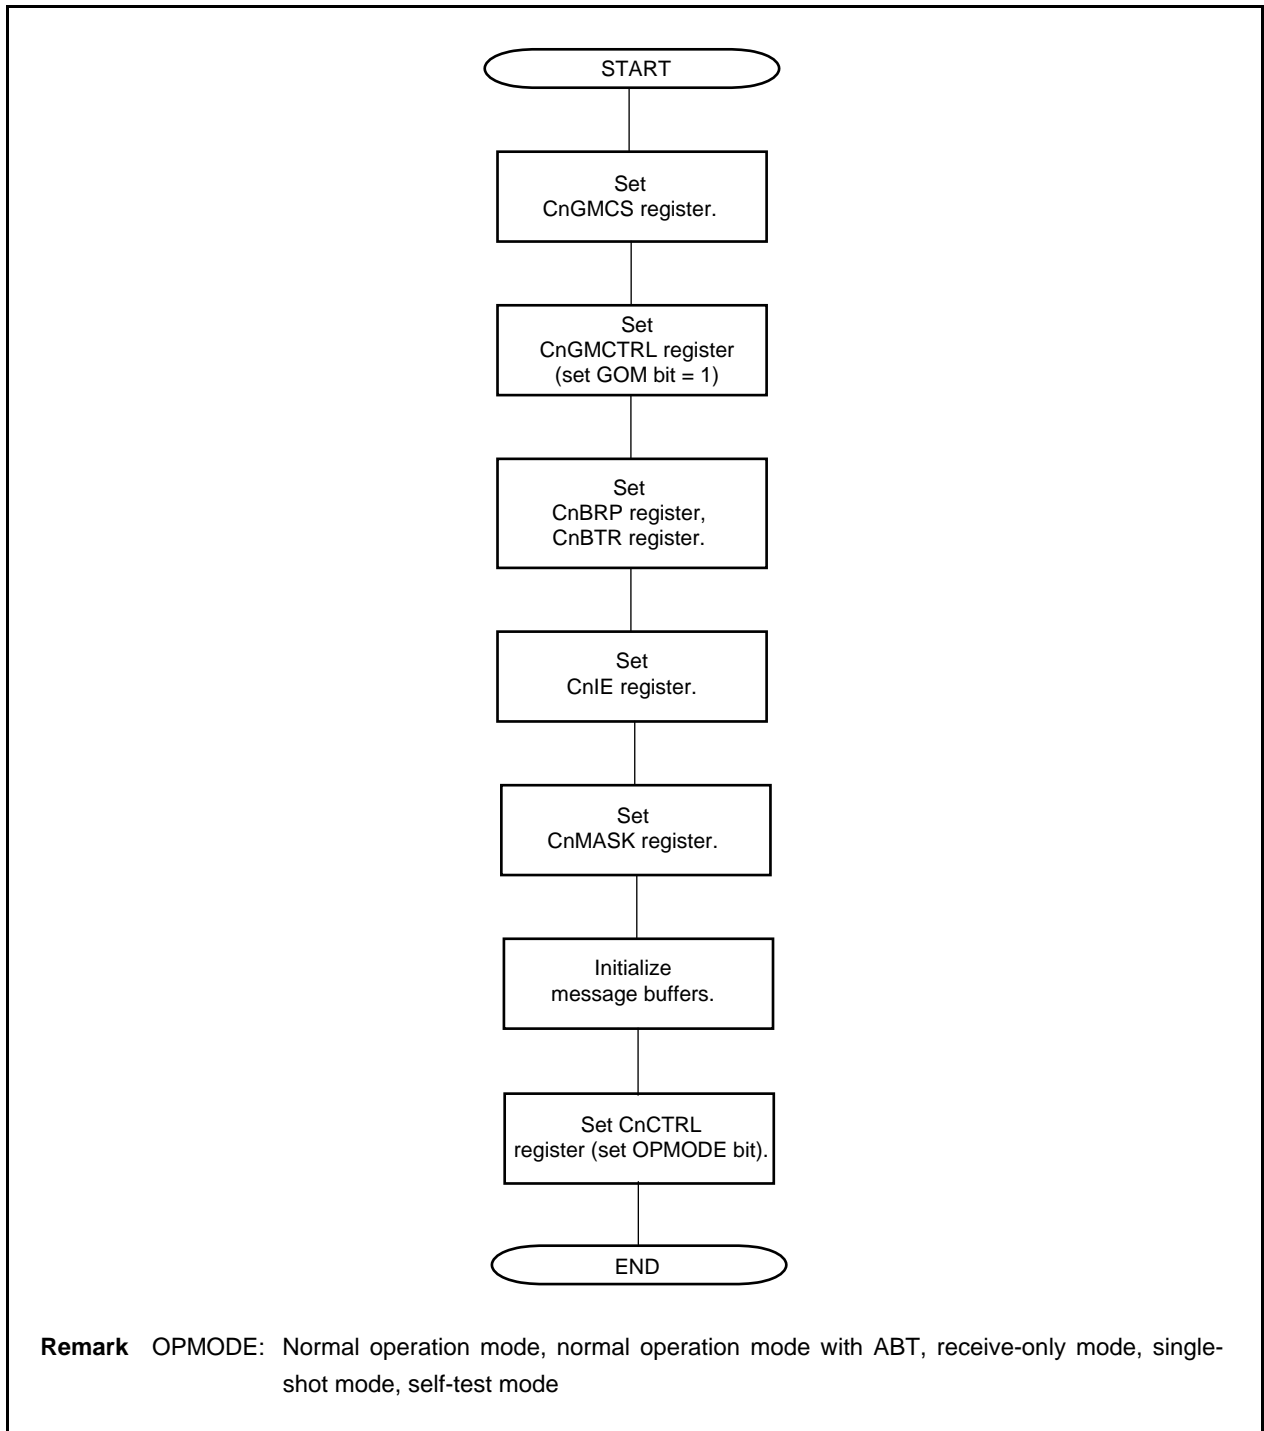 START
Set
CnGMCS register.
Set
CnGMCTRL register
(set GOM bit = 1)
Set
CnBRP register,
CnBTR register.
Set
CnIE register.
Set
CnMASK register.
Initialize
message buffers.
Set CnCTRL
register (set OPMODE bit).
END
Remark OPMODE: Normal operation mode, normal operation mode with ABT, receive-only mode, single-
shot mode, self-test mode